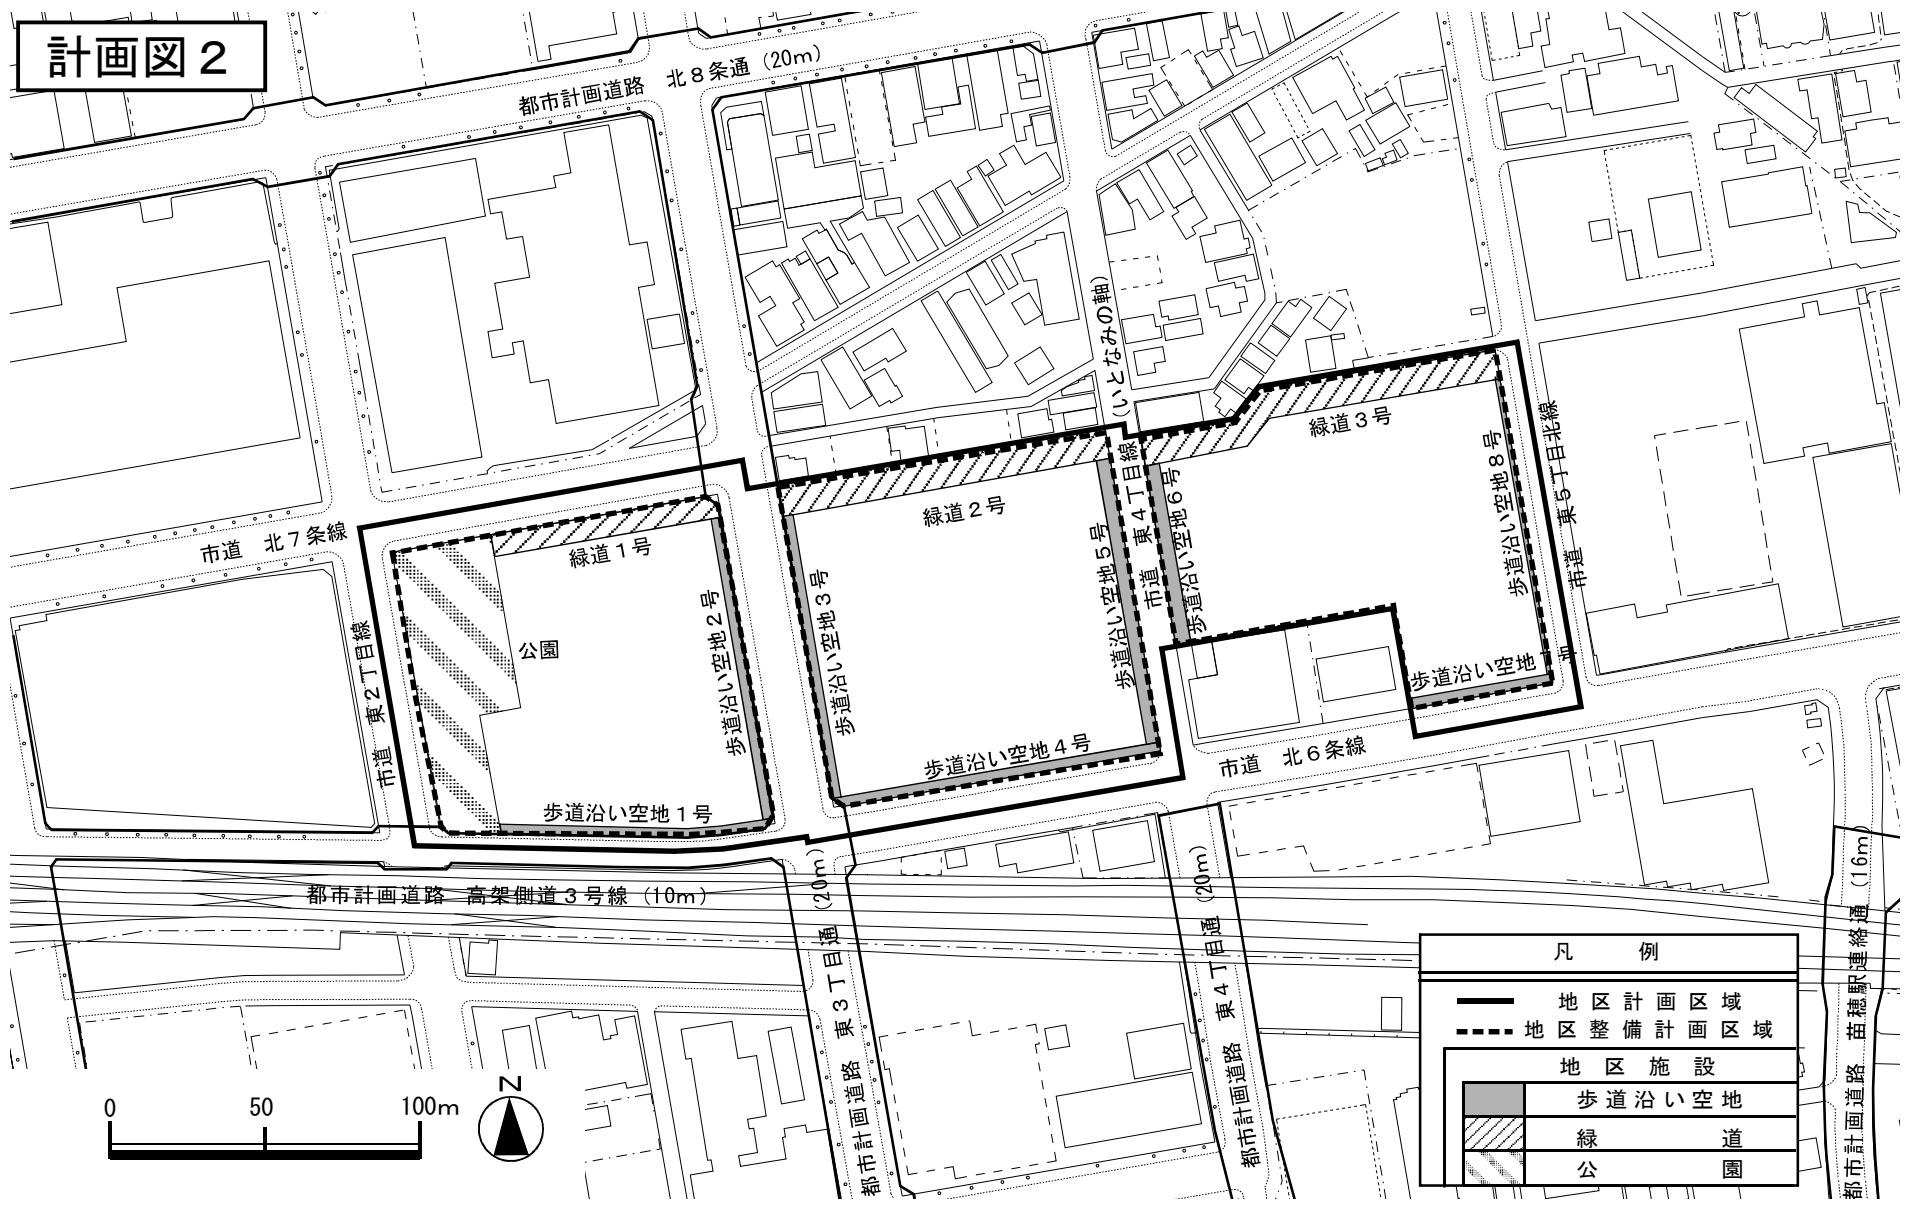 計画図２
都市計画道路　北８条通（20m）
（いとなみの軸）
市道　東４丁目線
市道　北７条線
市道　東２丁目線
緑道１号
緑道２号
緑道３号
公園
歩道沿い空地１号
歩道沿い空地２号
歩道沿い空地３号
歩道沿い空地４号
歩道沿い空地５号
歩道沿い空地６号
歩道沿い空地　号
歩道沿い空地８号
市道　東５丁目北線
市道　北６条線
都市計画道路　高架側道３号線（10m）
都市計画道路　東３丁目通（20m）
都市計画道路　東４丁目通（20m）
都市計画道路　苗穂駅連絡通（16m）
0　50　100m
N
凡　例
地区計画区域
地区整備計画区域
地区施設
歩道沿い空地
緑道
公園